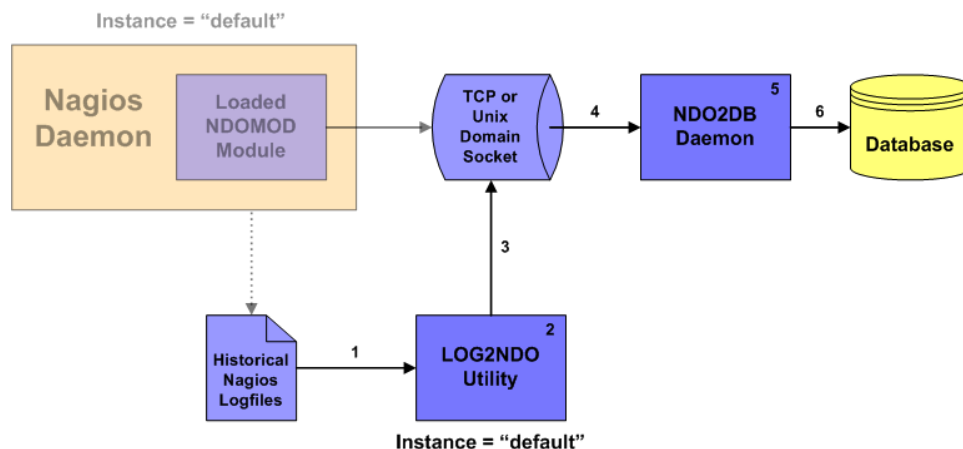 Instance = “default”
Nagios
Daemon
Loaded
NDOMOD
Module
TCP or
Unix
Domain
Socket
4
5
NDO2DB
Daemon
6
Database
3
Historical
Nagios
Logfiles
1
2
LOG2NDO
Utility
Instance = “default”